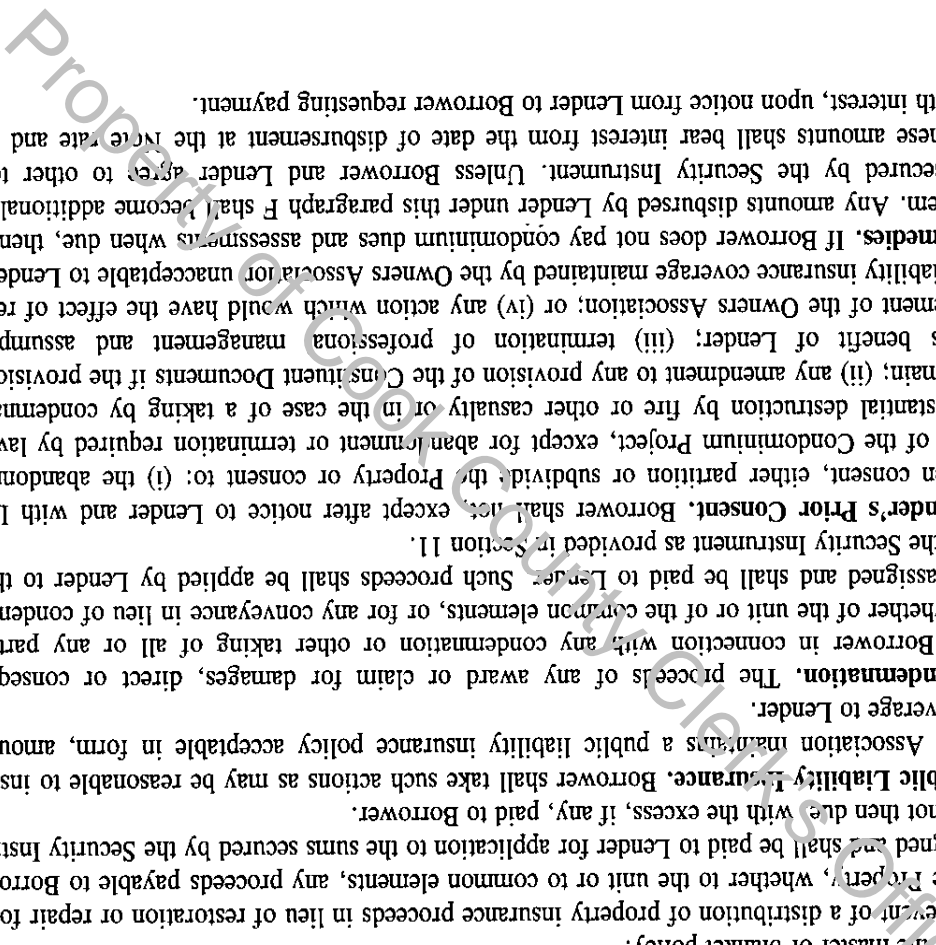 master or blanket policy.
event of a distribution of property insurance proceeds in lieu of restoration or repair fo
e Property, whether to the unit or to common elements, any proceeds payable to Borro
gned and shall be paid to Lender for application to the sums secured by the Security Inst
not then due, with the excess, if any, paid to Borrower.
blic Liability Insurance. Borrower shall take such actions as may be reasonable to ins
Association maintains a public liability insurance policy acceptable in form, amoun
verage to Lender.
ndemnation. The proceeds of any award or claim for damages, direct or conseq
Borrower in connection with any condemnation or other taking of all or any part
hether of the unit or of the common elements, or for any conveyance in lieu of conden
assigned and shall be paid to Lender. Such proceeds shall be applied by Lender to th
the Security Instrument as provided in Section 11.
nder's Prior Consent. Borrower shall not, except after notice to Lender and with L
en consent, either partition or subdivide the Property or consent to: (i) the abandon
of the Condominium Project, except for abandonment or termination required by law
stantial destruction by fire or other casualty or in the case of a taking by condemna
main; (ii) any amendment to any provision of the Constituent Documents if the provisio
s benefit of Lender; (iii) termination of professional management and assump
ement of the Owners Association; or (iv) any action which would have the effect of re
iability insurance coverage maintained by the Owners Association unacceptable to Lende
medies. If Borrower does not pay condominium dues and assessments when due, then
em. Any amounts disbursed by Lender under this paragraph F shall become additional
secured by the Security Instrument. Unless Borrower and Lender agree to other t
hese amounts shall bear interest from the date of disbursement at the Note rate and
th interest, upon notice from Lender to Borrower requesting payment.
Property of Cook County Clerk's Offi